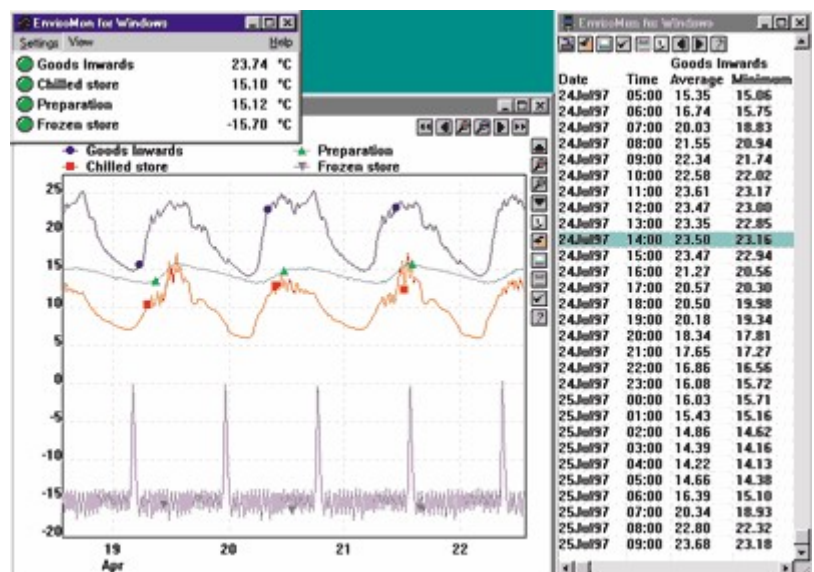 EnviroMon for Windows
Settings View Help
Goods Inwards 23.74 °C
Chilled store 15.10 °C
Preparation 15.12 °C
Frozen store -15.70 °C
Goods Inwards Preparation
Chilled store Frozen store
25
20
15
10
5
0
-5
-10
-15
-20
19 20 21 22
Apr
EnviroMon for Windows
Goods Inwards
Date Time Average Minimum
24Jul97 05:00 15.35 15.06
24Jul97 06:00 16.74 15.75
24Jul97 07:00 20.03 18.83
24Jul97 08:00 21.55 20.94
24Jul97 09:00 22.34 21.74
24Jul97 10:00 22.58 22.02
24Jul97 11:00 23.61 23.17
24Jul97 12:00 23.47 23.00
24Jul97 13:00 23.35 22.85
24Jul97 14:00 23.50 23.16
24Jul97 15:00 23.47 22.94
24Jul97 16:00 21.27 20.56
24Jul97 17:00 20.57 20.30
24Jul97 18:00 20.50 19.98
24Jul97 19:00 20.18 19.34
24Jul97 20:00 18.34 17.81
24Jul97 21:00 17.65 17.27
24Jul97 22:00 16.86 16.56
24Jul97 23:00 16.08 15.72
25Jul97 00:00 16.03 15.71
25Jul97 01:00 15.43 15.16
25Jul97 02:00 14.86 14.62
25Jul97 03:00 14.39 14.16
25Jul97 04:00 14.22 14.13
25Jul97 05:00 14.66 14.38
25Jul97 06:00 16.39 15.10
25Jul97 07:00 20.34 18.93
25Jul97 08:00 22.80 22.32
25Jul97 09:00 23.68 23.18